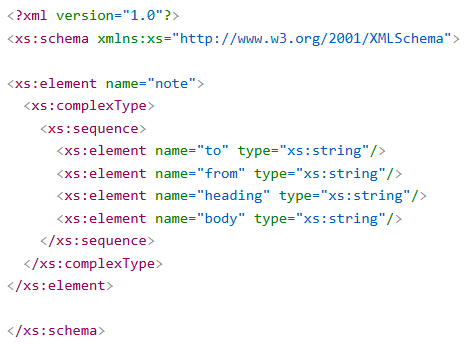 <?xml version="1.0"?>
<xs:schema xmlns:xs="http://www.w3.org/2001/XMLSchema">
<xs:element name="note">
<xs:complexType>
<xs:sequence>
<xs:element name="to" type="xs:string"/>
<xs:element name="from" type="xs:string"/>
<xs:element name="heading" type="xs:string"/>
<xs:element name="body" type="xs:string"/>
</xs:sequence>
</xs:complexType>
</xs:element>
</xs:schema>